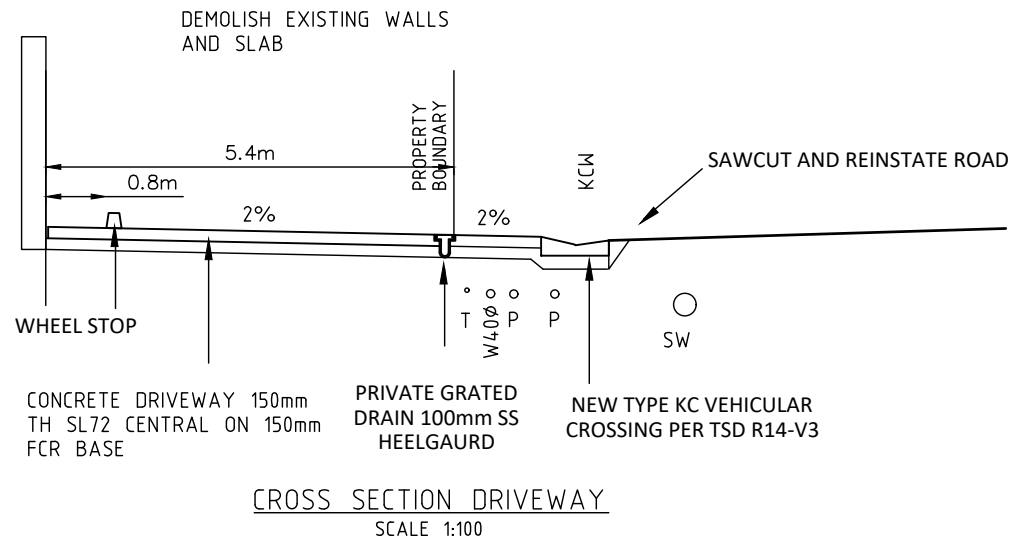 DEMOLISH EXISTING WALLS
AND SLAB
PROPERTY
BOUNDARY
5.4m
KCW
SAWCUT AND REINSTATE ROAD
0.8m
2%
2%
WHEEL STOP
T
W40Ø
P
P
SW
CONCRETE DRIVEWAY 150mm
TH SL72 CENTRAL ON 150mm
FCR BASE
PRIVATE GRATED
DRAIN 100mm SS
HEELGAURD
NEW TYPE KC VEHICULAR
CROSSING PER TSD R14-V3
CROSS SECTION DRIVEWAY
SCALE 1:100